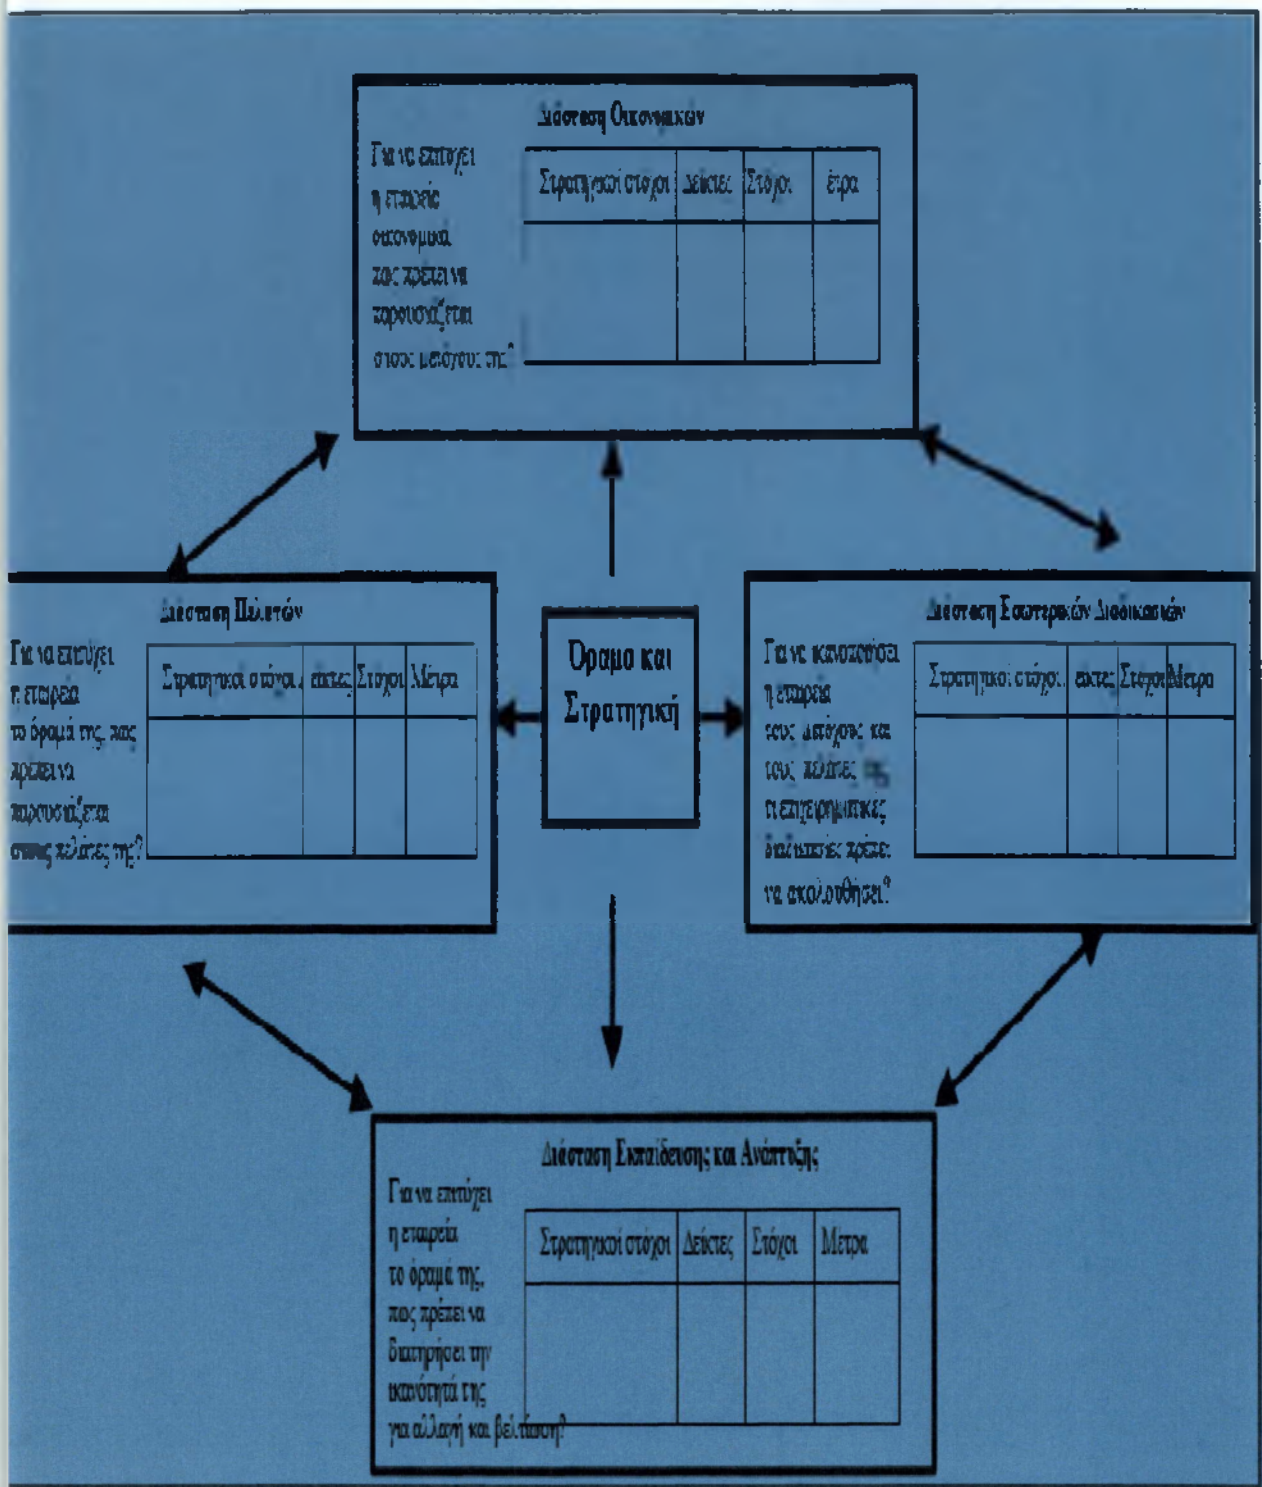 Διάσταση Οικονομικών
Για να επιτύχει
η εταιρεία
οικονομικά,
πως πρέπει να
παρουσιάζεται
στους μετόχους της?
Στρατηγικοί στόχοι Δείκτες Στόχοι έτρα
Διάσταση Πελατών
Για να επιτύχει
η εταιρεία
το όραμά της, πως
πρέπει να
παρουσιάζεται
στους πελάτες της?
Στρατηγικοί στόχοι είκτες Στόχοι Μέτρα
Όραμα και
Στρατηγική
Διάσταση Εσωτερικών Διαδικασιών
Για να ικανοποιήσει
η εταιρεία
τους μετόχους και
τους πελάτες της
τι επιχειρηματικές
διαδικασίες πρέπει
να ακολουθήσει?
Στρατηγικοί στόχοι είκτες Στόχοι Μέτρα
Διάσταση Εκπαίδευσης και Ανάπτυξης
Για να επιτύχει
η εταιρεία
το όραμά της,
πως πρέπει να
διατηρήσει την
ικανότητά της
για αλλαγή και βελτίωση?
Στρατηγικοί στόχοι Δείκτες Στόχοι Μέτρα